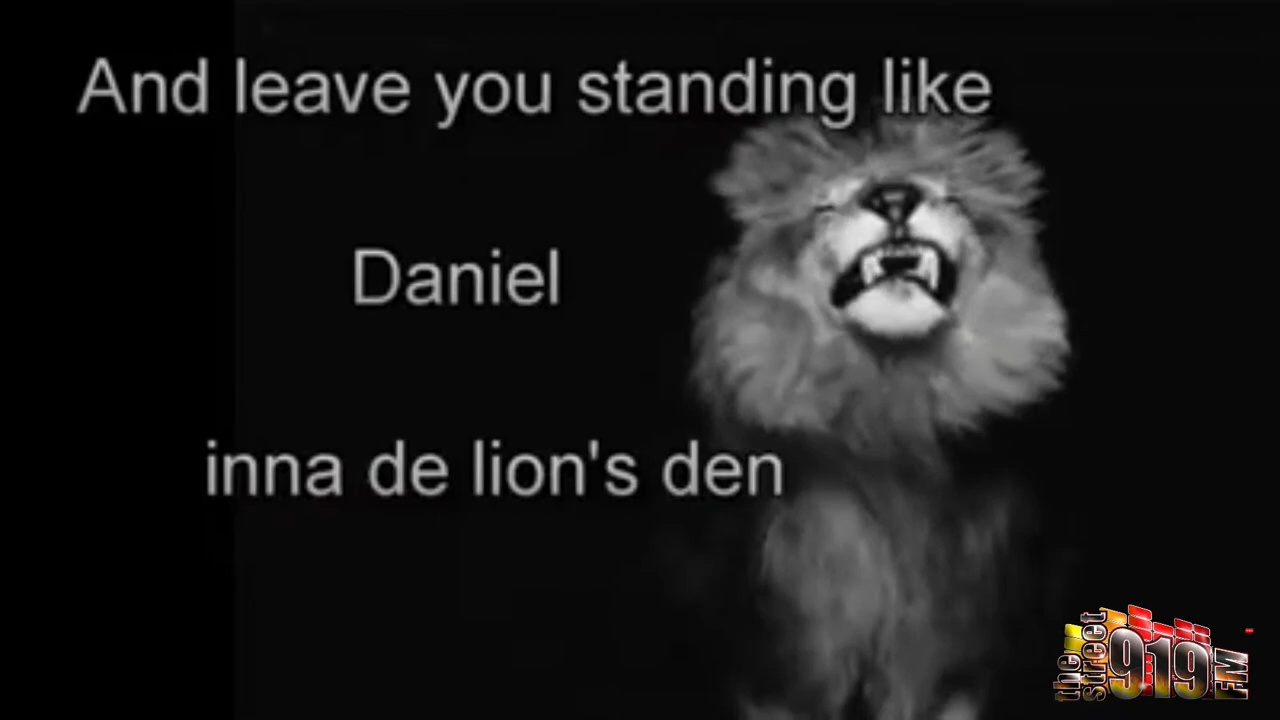 And leave you standing like
Daniel
inna de lion's den
the street 919 FM